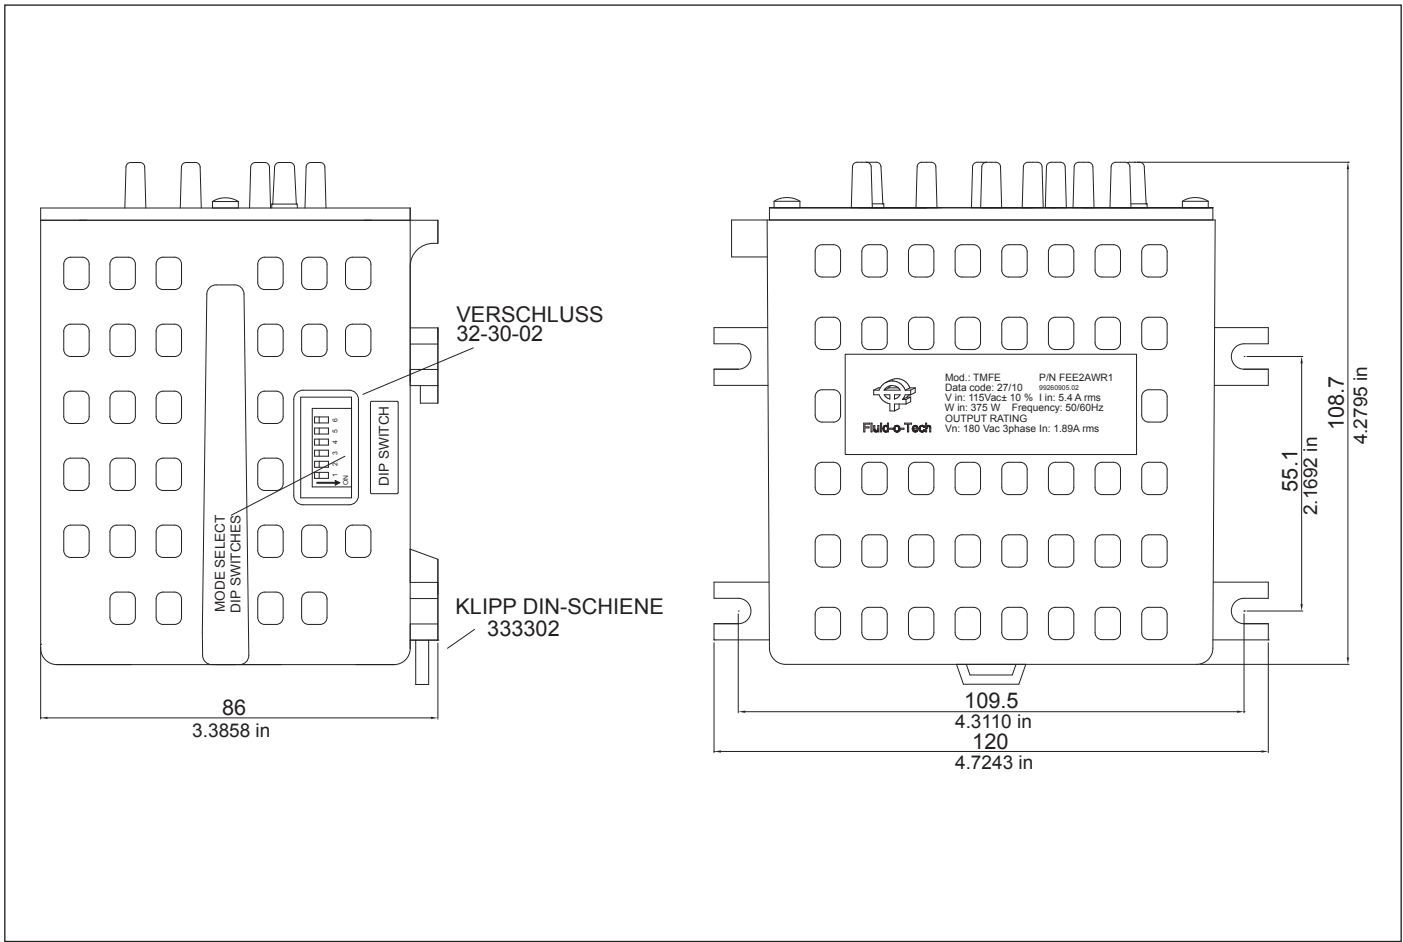 VERSCHLUSS
32-30-02
6
5
4
3
2
1
ON
DIP SWITCH
MODE SELECT
DIP SWITCHES
KLIPP DIN-SCHIENE
333302
86
3.3858 in
Mod.: TMFE P/N FEE2AWR1
Data code: 27/10 99260905.02
V in: 115Vac± 10 % I in: 5.4 A rms
W in: 375 W Frequency: 50/60Hz
OUTPUT RATING
Vn: 180 Vac 3phase In: 1.89A rms
Fluid-o-Tech
108.7
4.2795 in
55.1
2.1692 in
109.5
4.3110 in
120
4.7243 in